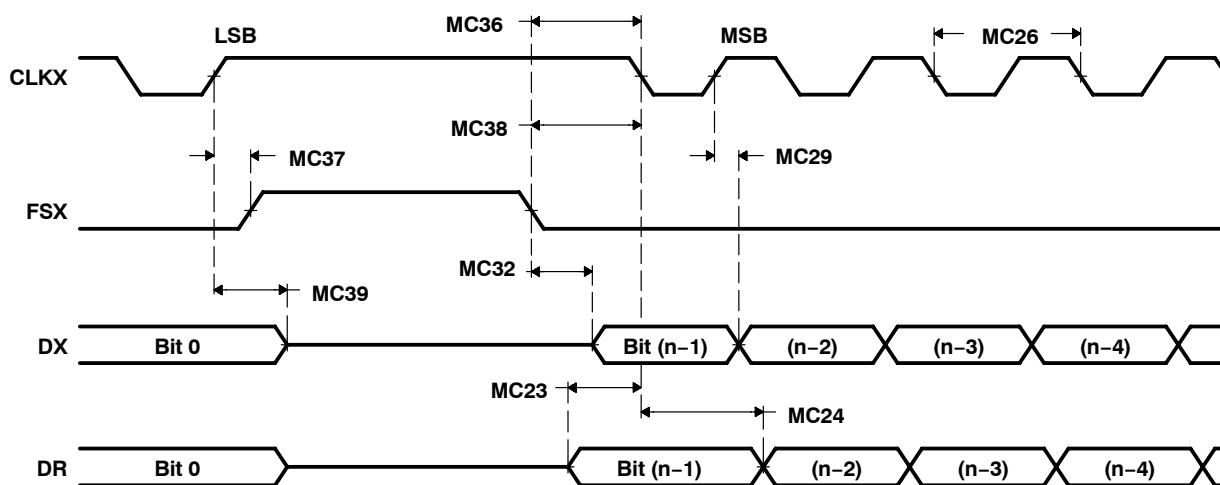 MC36
LSB
MSB
MC26
CLKX
MC38
MC37
MC29
FSX
MC32
MC39
DX
Bit 0
Bit (n−1)
(n−2)
(n−3)
(n−4)
MC23
MC24
DR
Bit 0
Bit (n−1)
(n−2)
(n−3)
(n−4)